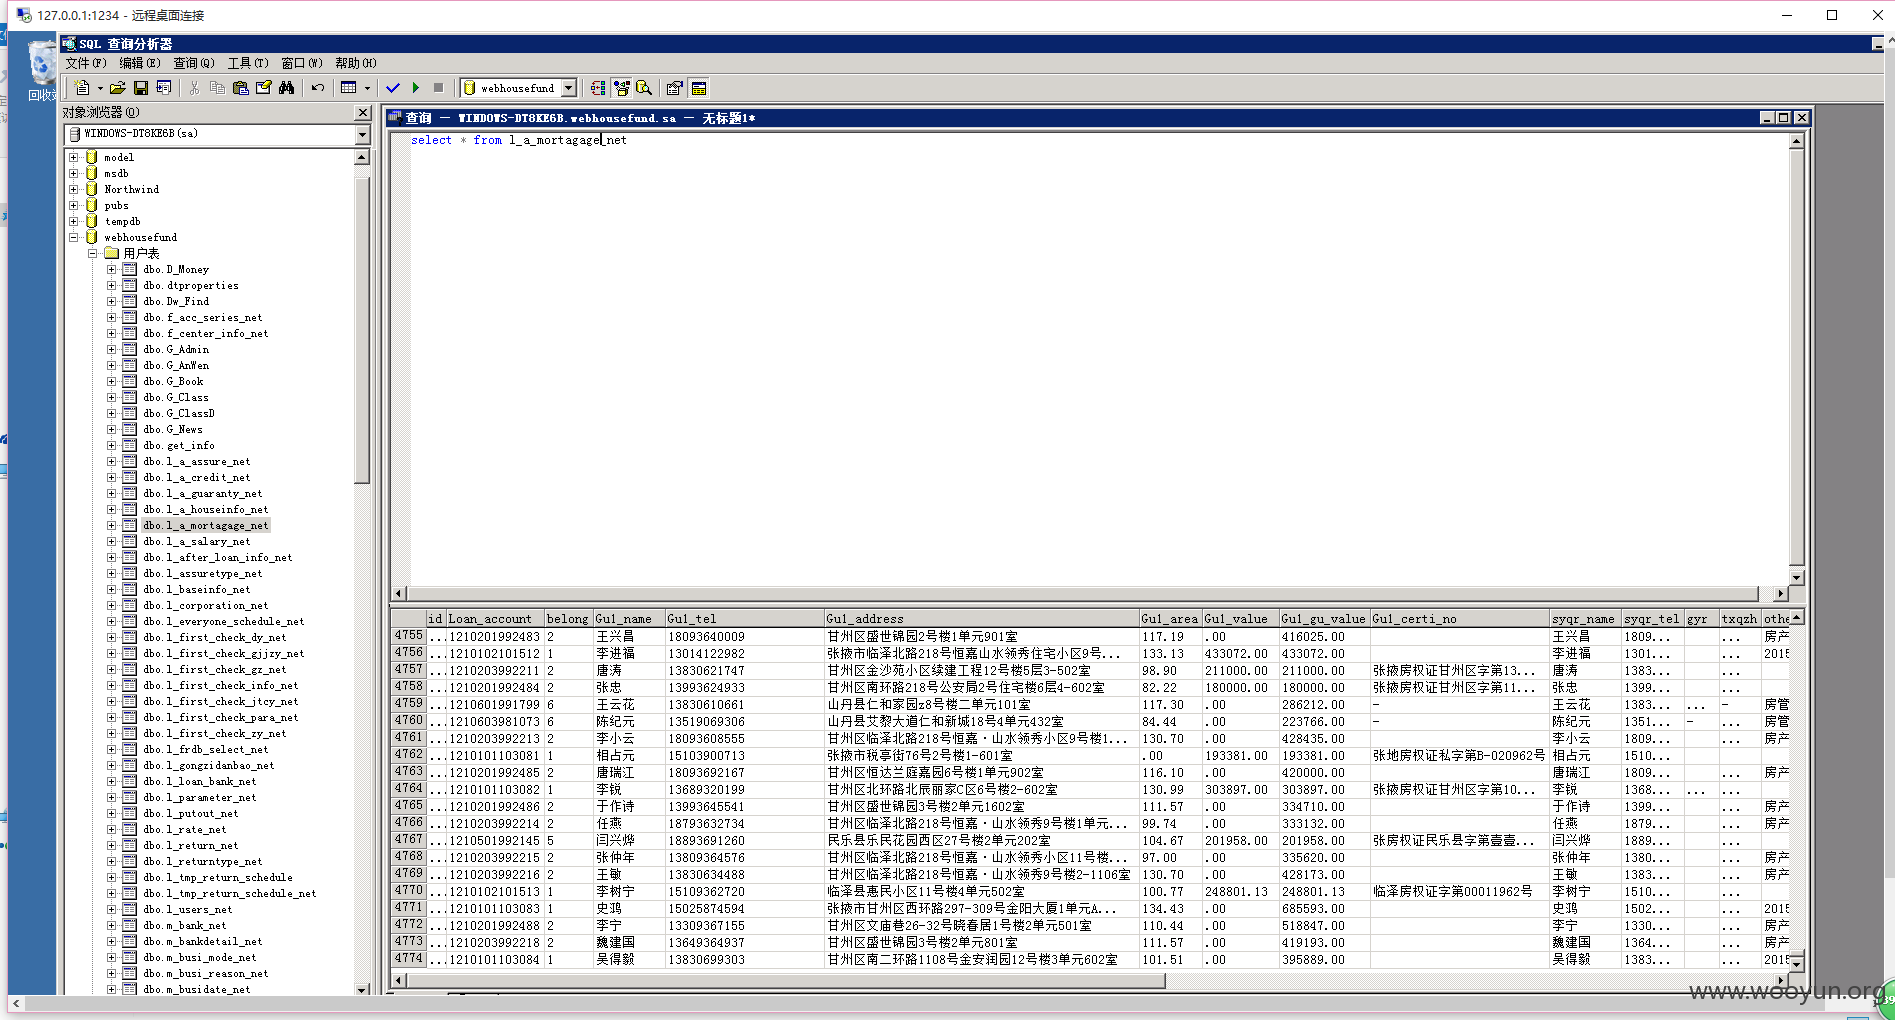 127.0.0.1:1234 - 远程桌面连接
回收站
SQL 查询分析器
文件(F) 编辑(E) 查询(Q) 工具(T) 窗口(W) 帮助(H)
webhousefund
对象浏览器(O)
WINDOWS-DT8KE6B(sa)
model
msdb
Northwind
pubs
tempdb
webhousefund
用户表
dbo.D_Money
dbo.dtproperties
dbo.Dw_Find
dbo.f_acc_series_net
dbo.f_center_info_net
dbo.G_Admin
dbo.G_AnWen
dbo.G_Book
dbo.G_Class
dbo.G_ClassD
dbo.G_News
dbo.get_info
dbo.l_a_assure_net
dbo.l_a_credit_net
dbo.l_a_guaranty_net
dbo.l_a_houseinfo_net
dbo.l_a_mortagage_net
dbo.l_a_salary_net
dbo.l_after_loan_info_net
dbo.l_assuretype_net
dbo.l_baseinfo_net
dbo.l_corporation_net
dbo.l_everyone_schedule_net
dbo.l_first_check_dy_net
dbo.l_first_check_gjjzy_net
dbo.l_first_check_gz_net
dbo.l_first_check_info_net
dbo.l_first_check_jtcy_net
dbo.l_first_check_para_net
dbo.l_first_check_zy_net
dbo.l_frdb_select_net
dbo.l_gongzidanbao_net
dbo.l_loan_bank_net
dbo.l_parameter_net
dbo.l_putout_net
dbo.l_rate_net
dbo.l_return_net
dbo.l_returntype_net
dbo.l_tmp_return_schedule
dbo.l_tmp_return_schedule_net
dbo.l_users_net
dbo.m_bank_net
dbo.m_bankdetail_net
dbo.m_busi_mode_net
dbo.m_busi_reason_net
dbo.m_busidate_net
查询 — WINDOWS-DT8KE6B.webhousefund.sa — 无标题1*
select * from l_a_mortagage_net
id Loan_account belong Gul_name Gul_tel Gul_address Gul_area Gul_value Gul_gu_value Gul_certi_no syqr_name syqr_tel gyr txqzh othe
4755 ... 1210201992483 2 王兴昌 18093640009 甘州区盛世锦园2号楼1单元901室 117.19 .00 416025.00 王兴昌 1809... ... 房产
4756 ... 1210102101512 1 李进福 13014122982 张掖市临泽北路218号恒嘉山水领秀住宅小区9号... 133.13 433072.00 433072.00 李进福 1301... ... 2015
4757 ... 1210203992211 2 唐涛 13830621747 甘州区金沙苑小区续建工程12号楼5层3-502室 98.90 211000.00 211000.00 张掖房权证甘州区字第13... 唐涛 1383... ...
4758 ... 1210201992484 2 张忠 13993624933 甘州区南环路218号公安局2号住宅楼6层4-602室 82.22 180000.00 180000.00 张掖房权证甘州区字第11... 张忠 1399... ...
4759 ... 1210601991799 6 王云花 13830610661 山丹县仁和家园z8号楼二单元101室 117.30 .00 286212.00 - 王云花 1383... ... - 房管
4760 ... 1210603981073 6 陈纪元 13519069306 山丹县艾黎大道仁和新城18号4单元432室 84.44 .00 223766.00 - 陈纪元 1351... - ... 房管
4761 ... 1210203992213 2 李小云 18093608555 甘州区临泽北路218号恒嘉·山水领秀小区9号楼1... 130.70 .00 428435.00 李小云 1809... ... 房产
4762 ... 1210101103081 1 相占元 15103900713 张掖市税亭街76号2号楼1-601室 .00 193381.00 193381.00 张地房权证私字第B-020962号 相占元 1510... ...
4763 ... 1210201992485 2 唐瑞江 18093692167 甘州区恒达兰庭嘉园6号楼1单元902室 116.10 .00 420000.00 唐瑞江 1809... ... 房产
4764 ... 1210101103082 1 李锐 13689320199 甘州区北环路北辰丽家C区6号楼2-602室 130.99 303897.00 303897.00 张掖房权证甘州区字第10... 李锐 1368... ... ...
4765 ... 1210201992486 2 于作诗 13993645541 甘州区盛世锦园3号楼2单元1602室 111.57 .00 334710.00 于作诗 1399... ... 房产
4766 ... 1210203992214 2 任燕 18793632734 甘州区临泽北路218号恒嘉·山水领秀9号楼1单元... 99.74 .00 333132.00 任燕 1879... ... 房产
4767 ... 1210501992145 5 闫兴烨 18893691260 民乐县乐民花园西区27号楼2单元202室 104.67 201958.00 201958.00 张房权证民乐县字第壹壹... 闫兴烨 1889... ...
4768 ... 1210203992215 2 张仲年 13809364576 甘州区临泽北路218号恒嘉·山水领秀小区11号楼... 97.00 .00 335620.00 张仲年 1380... ... 房产
4769 ... 1210203992216 2 王敏 13830634488 甘州区临泽北路218号恒嘉·山水领秀9号楼2-1106室 130.70 .00 428173.00 王敏 1383... ... 房产
4770 ... 1210102101513 1 李树宁 15109362720 临泽县惠民小区11号楼4单元502室 100.77 248801.13 248801.13 临泽房权证字第00011962号 李树宁 1510... ...
4771 ... 1210101103083 1 史鸿 15025874594 张掖市甘州区西环路297-309号金阳大厦1单元A... 134.43 .00 685593.00 史鸿 1502... ... 2015
4772 ... 1210201992488 2 李宁 13309367155 甘州区文庙巷26-32号晓春居1号楼2单元501室 110.44 .00 518847.00 李宁 1330... ... 房产
4773 ... 1210203992218 2 魏建国 13649364937 甘州区盛世锦园3号楼2单元801室 111.57 .00 419193.00 魏建国 1364... ... 房产
4774 ... 1210101103084 1 吴得毅 13830699303 甘州区南二环路1108号金安润园12号楼3单元602室 101.51 .00 395889.00 吴得毅 1383... ... 2015
www.wooyun.org